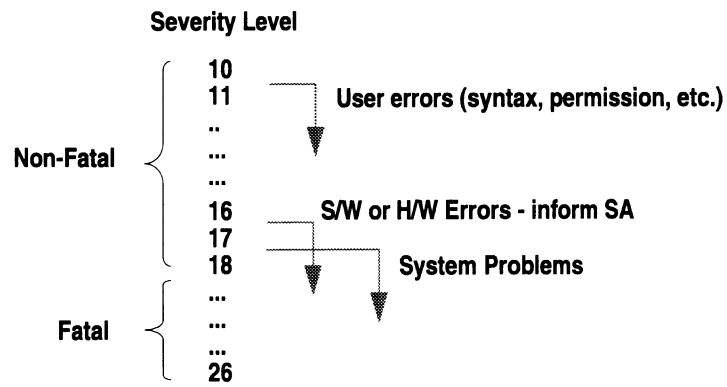 Severity Level
10
11
User errors (syntax, permission, etc.)
..
...
Non-Fatal
...
16
S/W or H/W Errors - inform SA
17
18
System Problems
...
...
Fatal
...
26